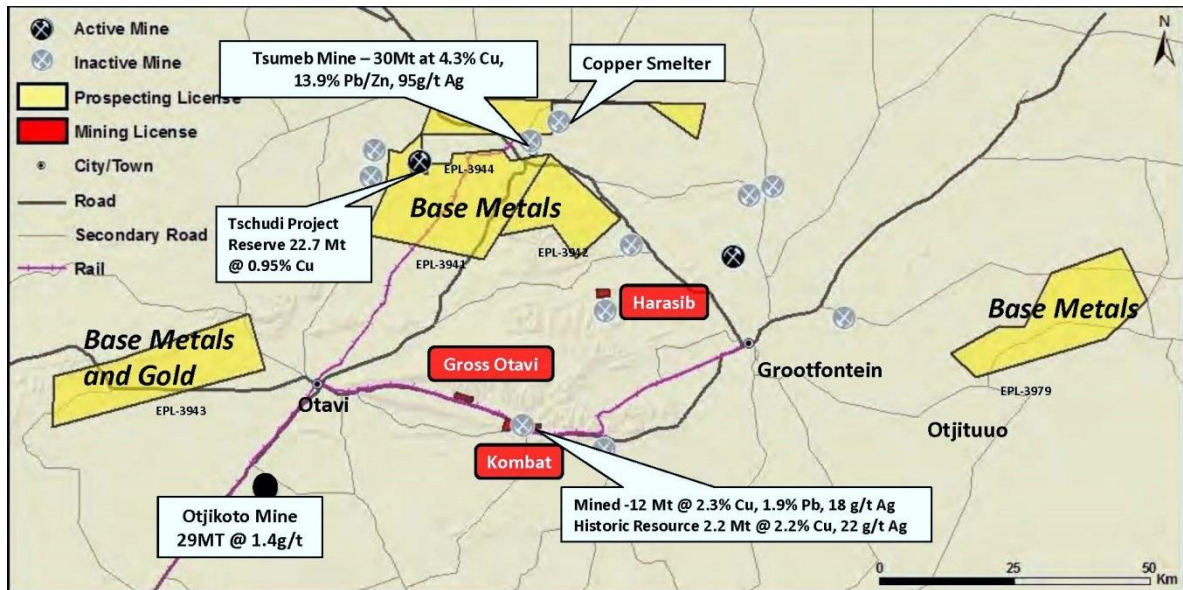 Active Mine
Inactive Mine
Prospecting License
Mining License
City/Town
Road
Secondary Road
Rail
Tsumeb Mine – 30Mt at 4.3% Cu,
13.9% Pb/Zn, 95g/t Ag
Copper Smelter
N
EPL-3944
Base Metals
Tschudi Project
Reserve 22.7 Mt
@ 0.95% Cu
EPL-3941
EPL-3942
Harasib
Base Metals
and Gold
EPL-3943
Otavi
Gross Otavi
Kombat
Grootfontein
Base Metals
EPL-3979
Otjituuo
Otjikoto Mine
29MT @ 1.4g/t
Mined -12 Mt @ 2.3% Cu, 1.9% Pb, 18 g/t Ag
Historic Resource 2.2 Mt @ 2.2% Cu, 22 g/t Ag
0 25 50
Km